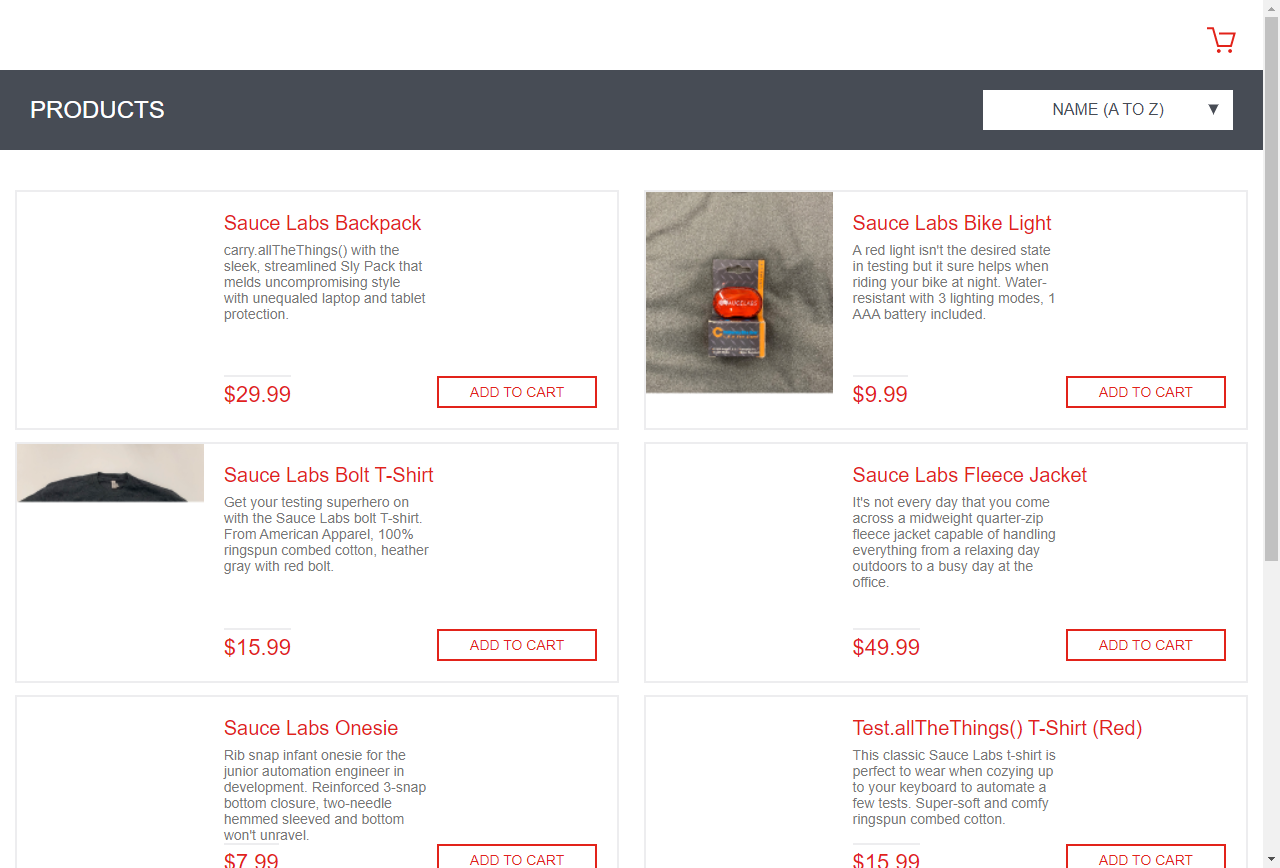 PRODUCTS
NAME (A TO Z) ▼
Sauce Labs Backpack
carry.allTheThings() with the
sleek, streamlined Sly Pack that
melds uncompromising style
with unequaled laptop and tablet
protection.
$29.99
ADD TO CART
SAUCELABS
Sauce Labs Bike Light
A red light isn't the desired state
in testing but it sure helps when
riding your bike at night. Water-
resistant with 3 lighting modes, 1
AAA battery included.
$9.99
ADD TO CART
Sauce Labs Bolt T-Shirt
Get your testing superhero on
with the Sauce Labs bolt T-shirt.
From American Apparel, 100%
ringspun combed cotton, heather
gray with red bolt.
$15.99
ADD TO CART
Sauce Labs Fleece Jacket
It's not every day that you come
across a midweight quarter-zip
fleece jacket capable of handling
everything from a relaxing day
outdoors to a busy day at the
office.
$49.99
ADD TO CART
Sauce Labs Onesie
Rib snap infant onesie for the
junior automation engineer in
development. Reinforced 3-snap
bottom closure, two-needle
hemmed sleeved and bottom
won't unravel.
$7.99
ADD TO CART
Test.allTheThings() T-Shirt (Red)
This classic Sauce Labs t-shirt is
perfect to wear when cozying up
to your keyboard to automate a
few tests. Super-soft and comfy
ringspun combed cotton.
$15.99
ADD TO CART